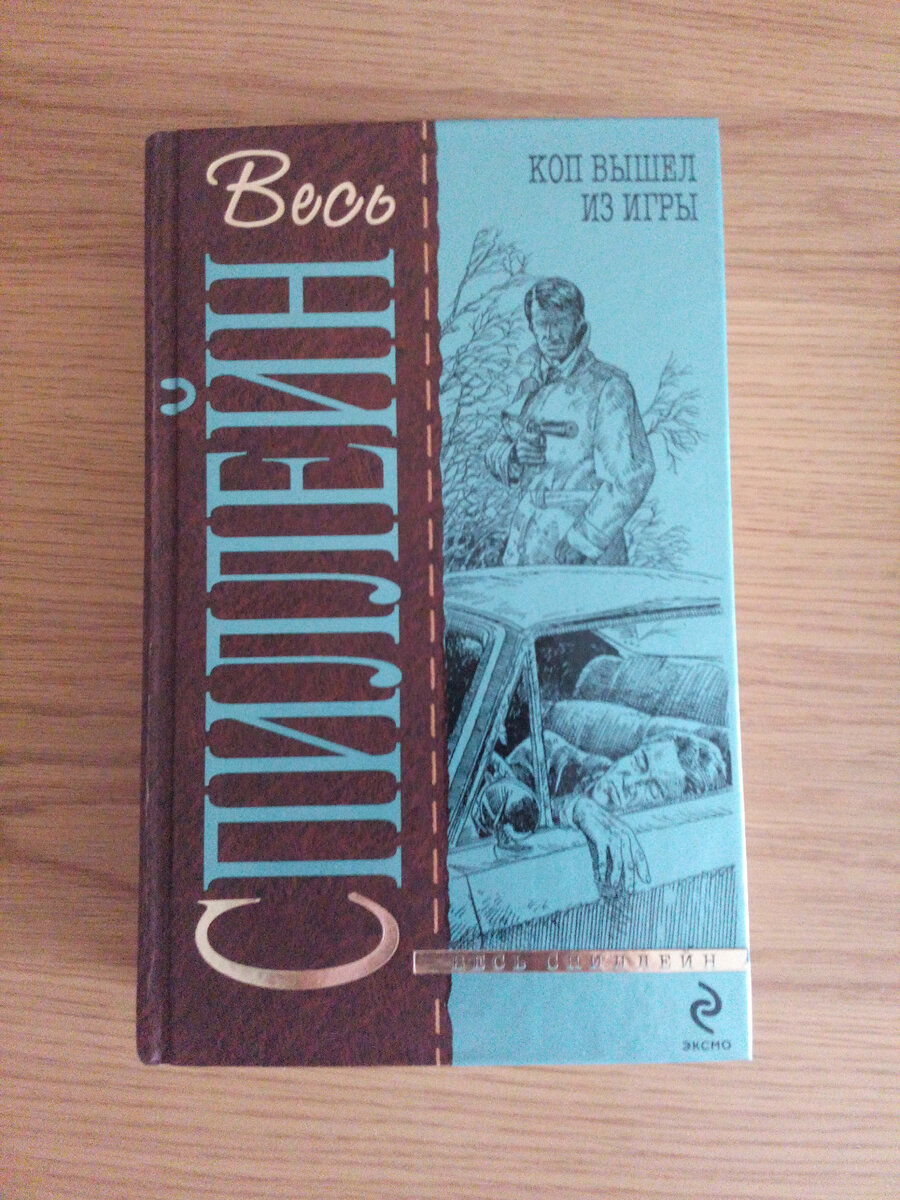 Весь
СПИЛЛЕЙН
КОП ВЫШЕЛ
ИЗ ИГРЫ
ВЕСЬ СПИЛЛЕЙН
ЭКСМО